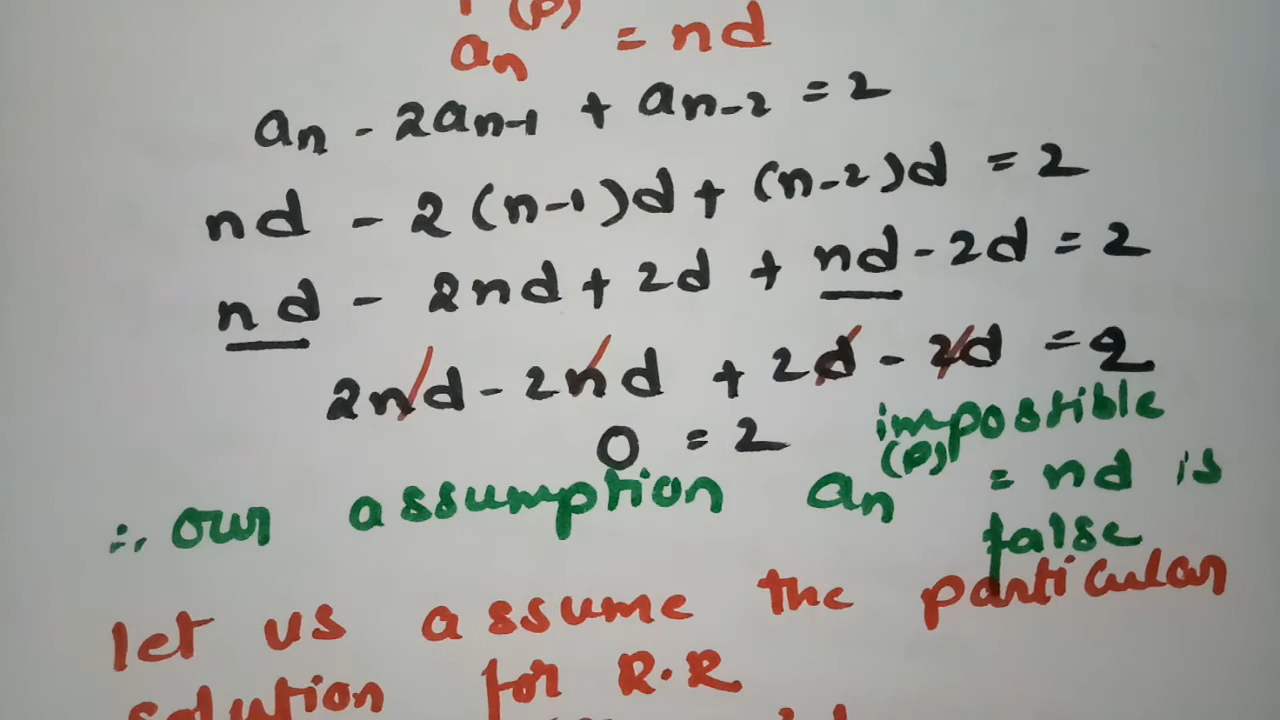 (p)
an = nd
an - 2an-1 + an-2 = 2
nd - 2(n-1)d + (n-2)d = 2
nd - 2nd + 2d + nd - 2d = 2
2nd - 2nd + 2d - 2d = 2
0 = 2 impossible
∴ our assumption an(p) = nd is
false
let us assume the particular
solution for R.R